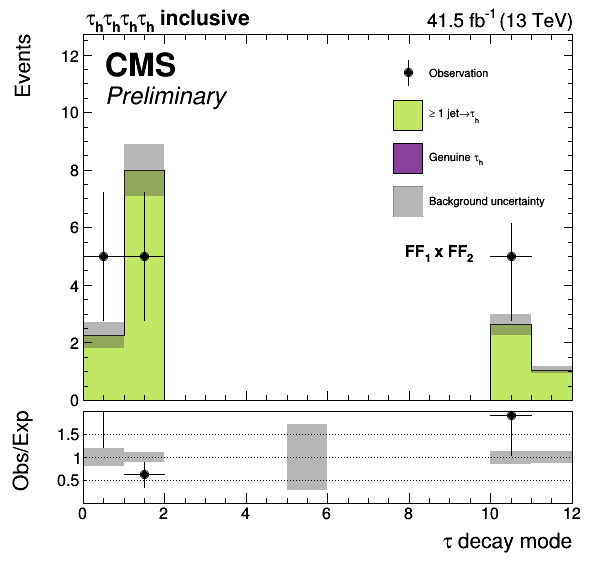 τhτhτhτh inclusive
41.5 fb⁻¹ (13 TeV)
Events
CMS
Preliminary
Observation
≥ 1 jet→τh
Genuine τh
Background uncertainty
FF₁ x FF₂
12
10
8
6
4
2
0
Obs/Exp
1.5
1
0.5
0 2 4 6 8 10 12
τ decay mode